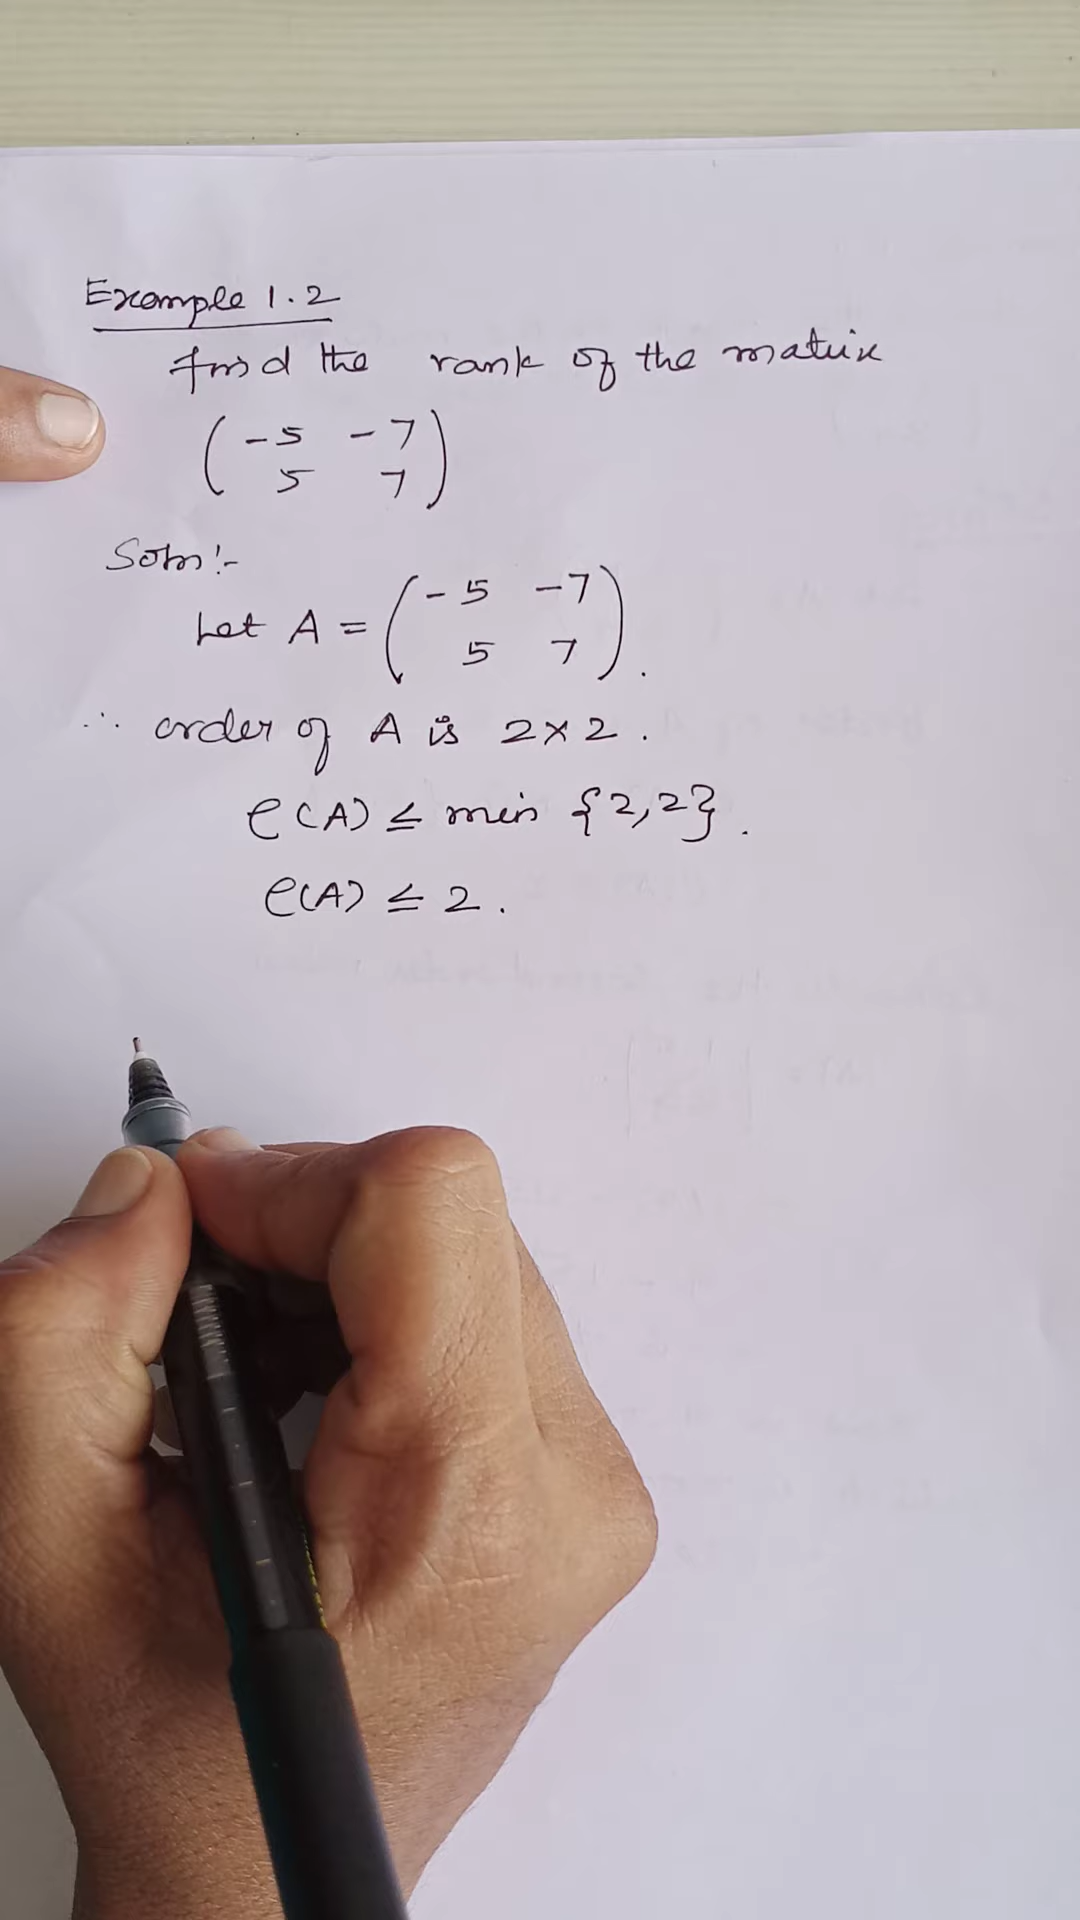 Example 1.2
Find the rank of the matrix
( -5 -7 )
( 5 7 )
Soln:-
Let A = ( -5 -7 )
( 5 7 ).
∴ order of A is 2×2.
ρ(A) ≤ min {2,2}.
ρ(A) ≤ 2.